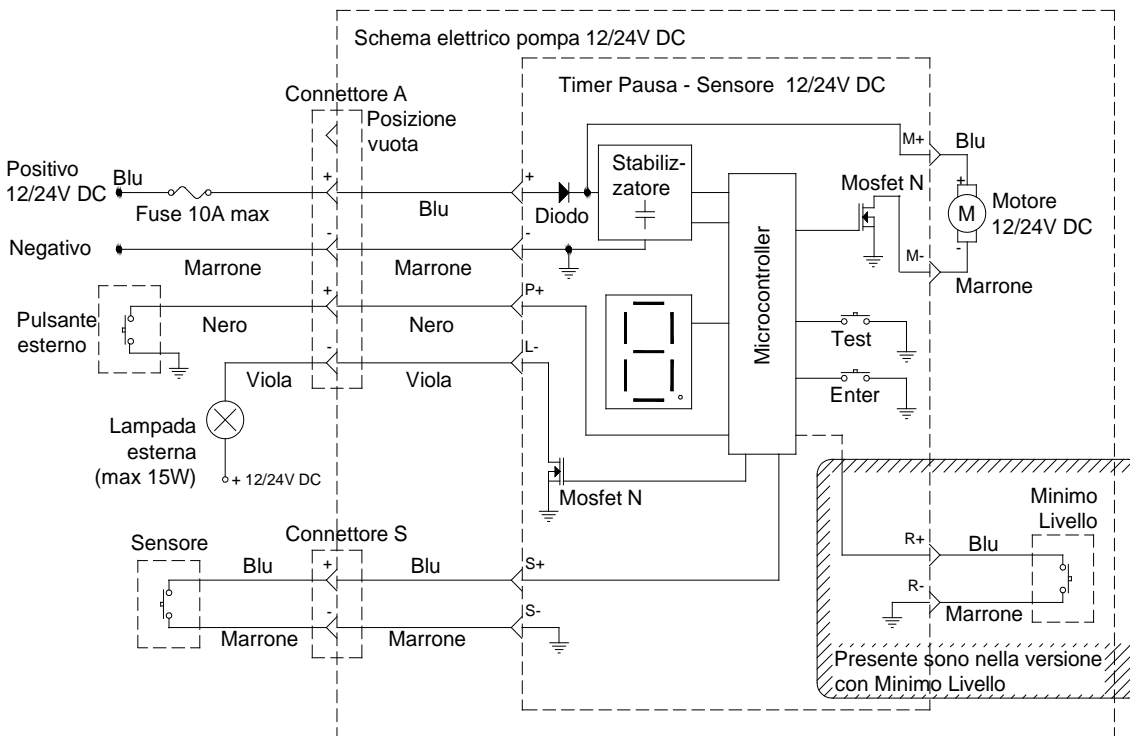 Schema elettrico pompa 12/24V DC
Timer Pausa - Sensore 12/24V DC
Connettore A
Posizione
vuota
Positivo
12/24V DC
Blu
Fuse 10A max
+
Blu
+
Diodo
Stabiliz-
zatore
Microcontroller
Mosfet N
M+
Blu
+
M
-
Motore
12/24V DC
M-
Marrone
Negativo
Marrone
-
Marrone
-
Pulsante
esterno
Nero
+
Nero
P+
Test
Enter
Viola
-
Viola
L-
Lampada
esterna
(max 15W)
+ 12/24V DC
Mosfet N
Sensore
Connettore S
Blu
+
Blu
S+
Marrone
-
Marrone
S-
Minimo
Livello
R+
Blu
R-
Marrone
Presente sono nella versione
con Minimo Livello